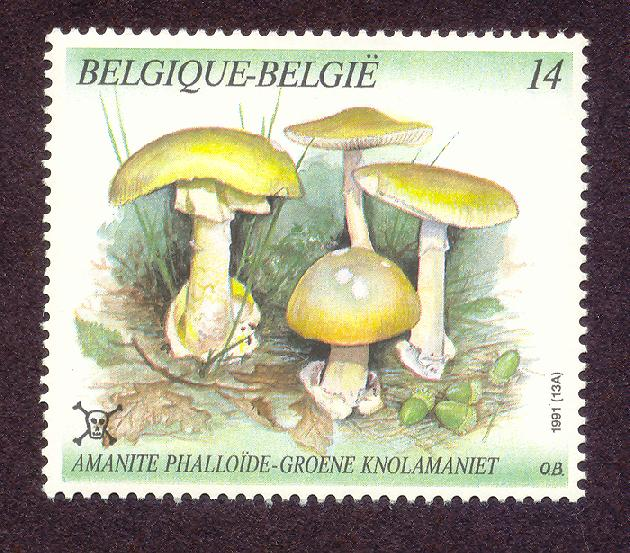 BELGIQUE-BELGIË 14
1991 (13A)
AMANITE PHALLOÏDE-GROENE KNOLAMANIET O.B.